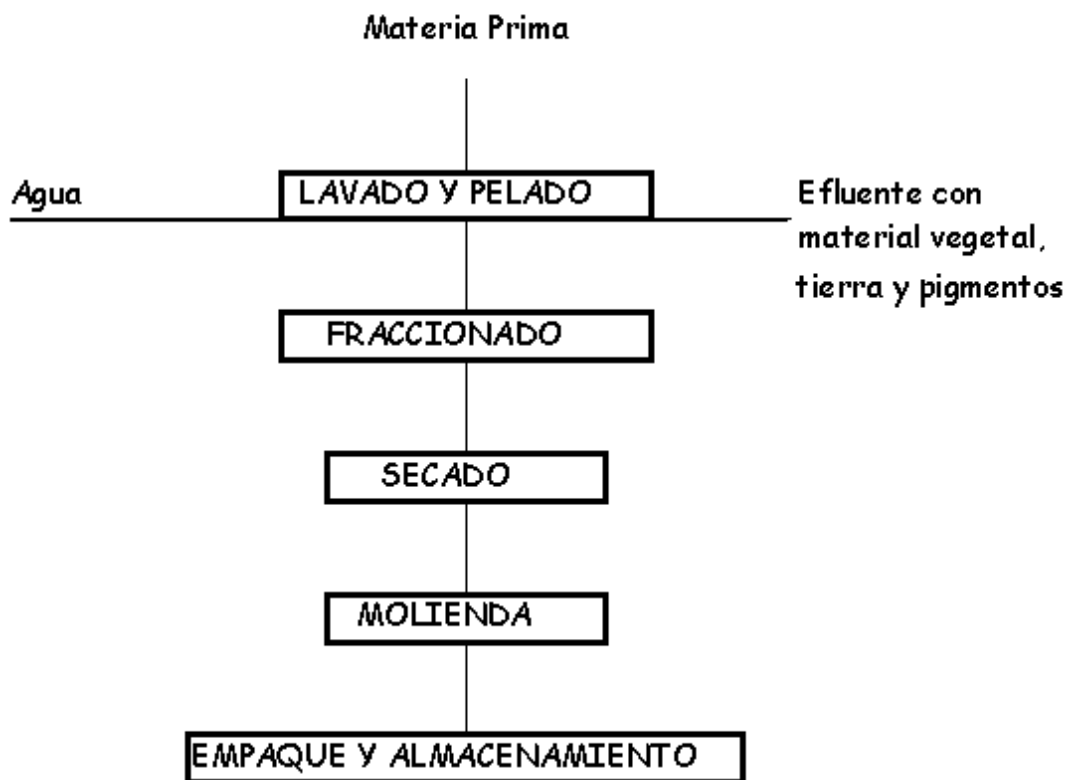 Materia Prima
Agua
LAVADO Y PELADO
Efluente con
material vegetal,
tierra y pigmentos
FRACCIONADO
SECADO
MOLIENDA
EMPAQUE Y ALMACENAMIENTO